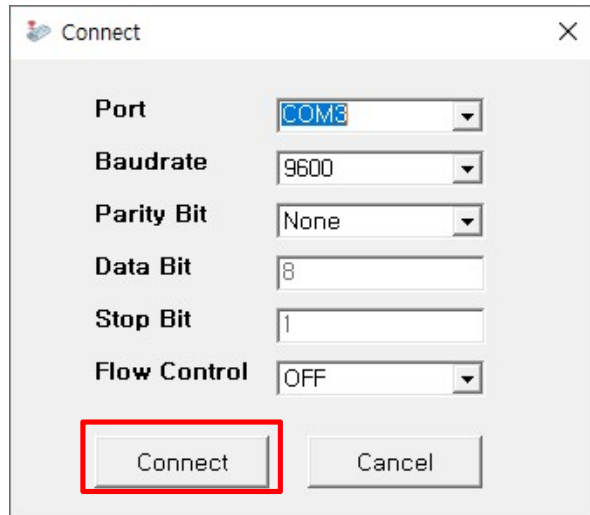 Connect
Port COM3
Baudrate 9600
Parity Bit None
Data Bit 8
Stop Bit 1
Flow Control OFF
Connect Cancel